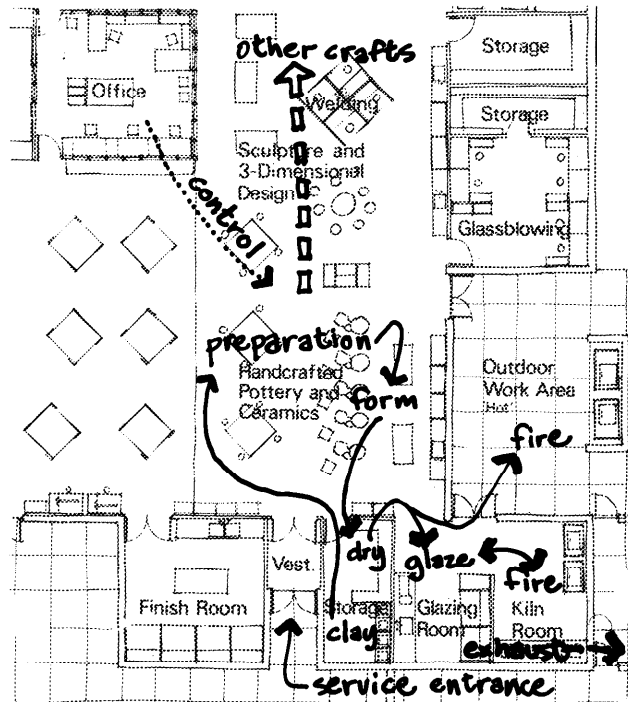 other crafts
Storage
Office
Welding
Storage
Sculpture and
3-Dimensional
Design
control
Glassblowing
preparation
Handcrafted
Pottery and
Ceramics
form
Outdoor
Work Area
'Hot'
fire
dry
glaze
fire
Vest.
Finish Room
Storage
Glazing
Room
Kiln
Room
clay
exhaust
service entrance